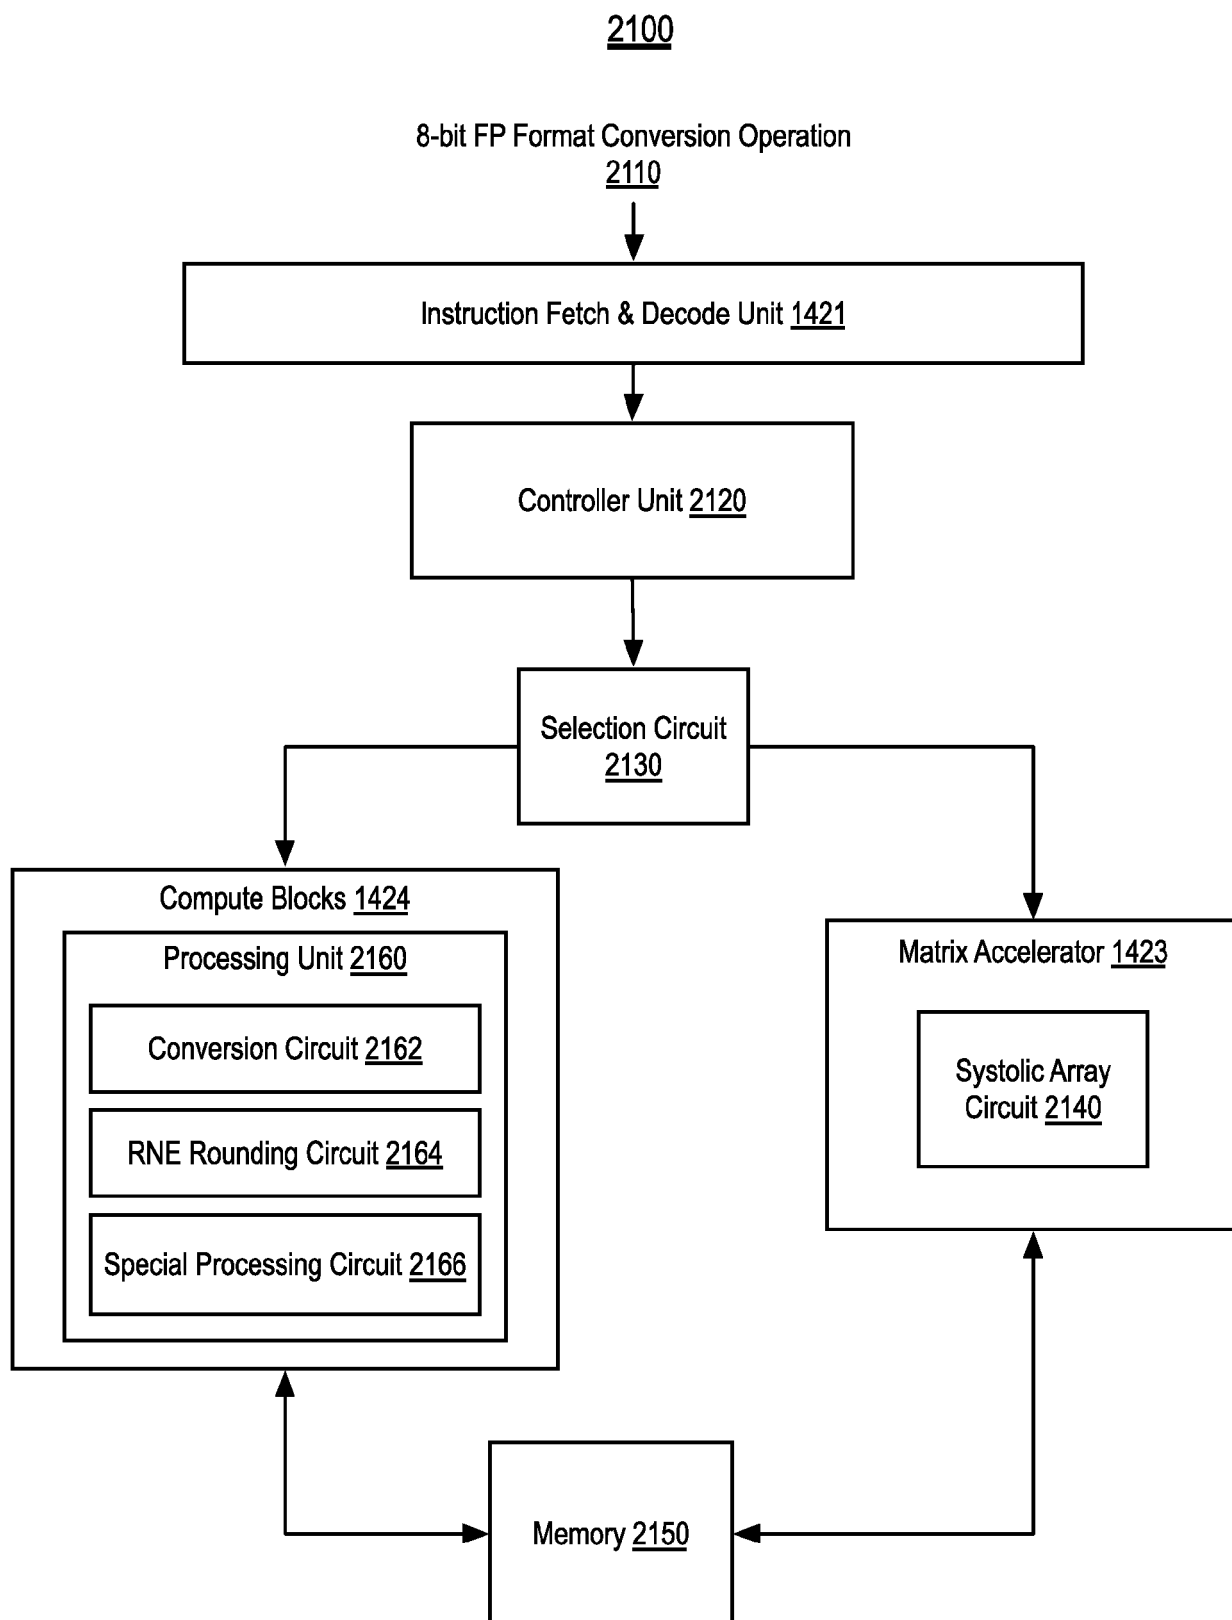 2100
8-bit FP Format Conversion Operation
2110
Instruction Fetch & Decode Unit 1421
Controller Unit 2120
Selection Circuit
2130
Compute Blocks 1424
Processing Unit 2160
Conversion Circuit 2162
RNE Rounding Circuit 2164
Special Processing Circuit 2166
Matrix Accelerator 1423
Systolic Array
Circuit 2140
Memory 2150